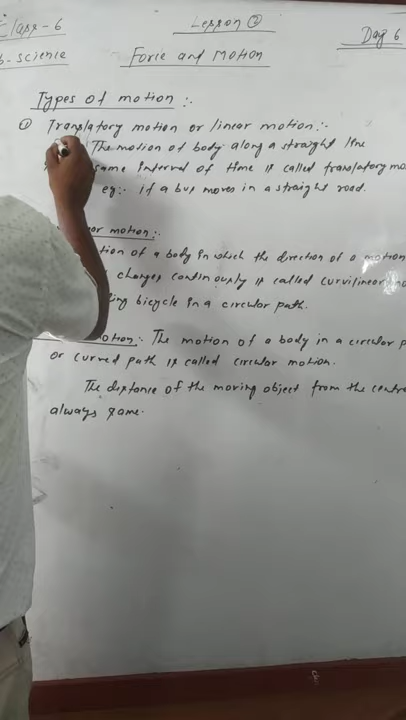 Class-6 Lesson ② Day 6
b-science Force and Motion
Types of motion :-
① Translatory motion or linear motion:-
The motion of body along a straight line
same interval of time is called translatory mo
eg:- if a bus moves in a straight road.
ear motion:-
tion of a body in which the direction of a motion
changes continuously is called curvilinear mo
ing bicycle in a circular path.
otion:- The motion of a body in a circular p
or curved path is called circular motion.
The distance of the moving object from the centre
always same.